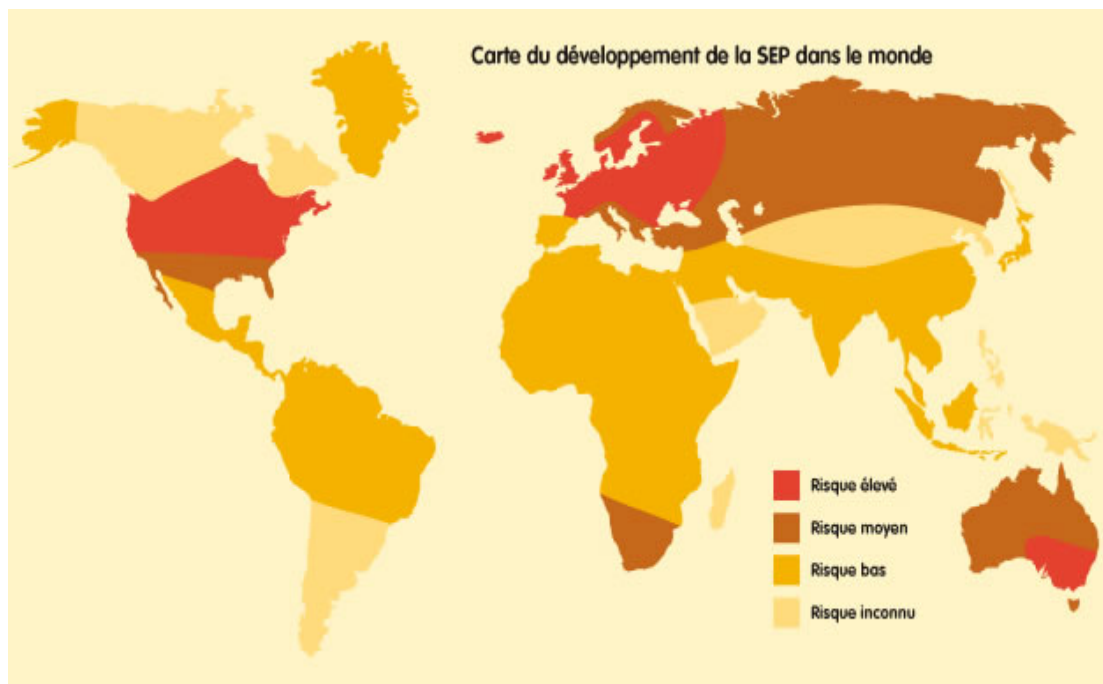 Carte du développement de la SEP dans le monde
Risque élevé
Risque moyen
Risque bas
Risque inconnu